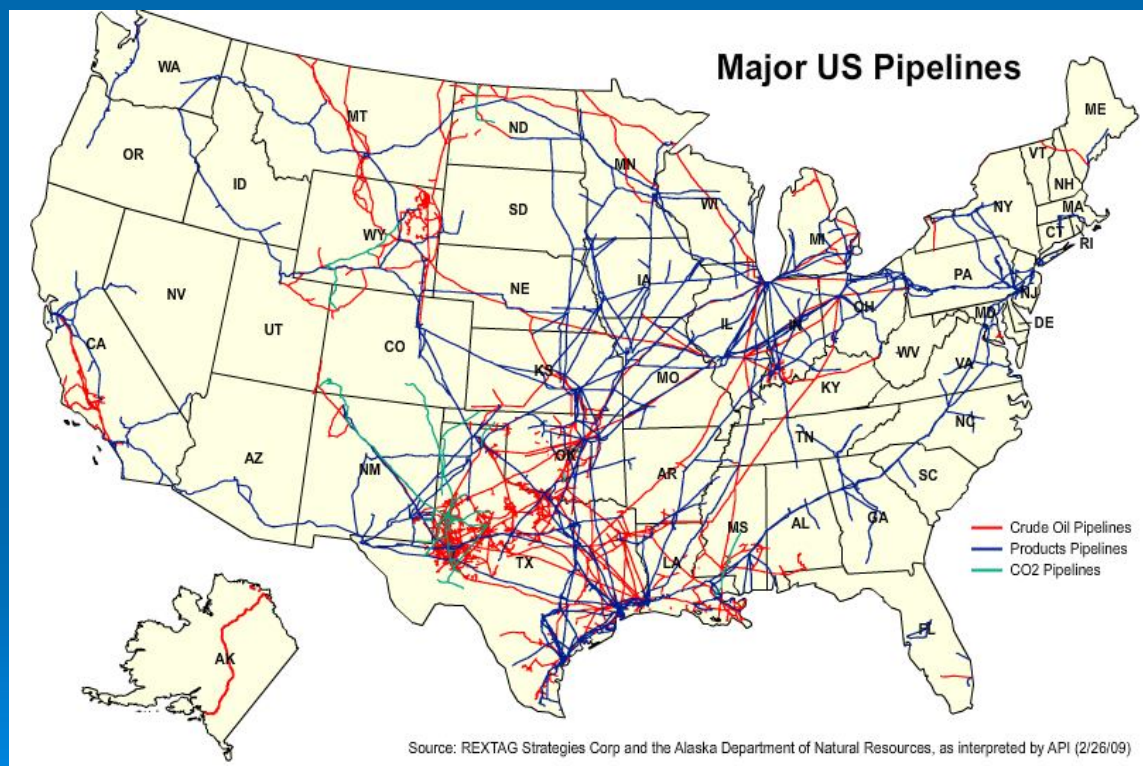 Major US Pipelines
WA
MT
ND
ME
OR
ID
MN
VT
NH
SD
WI
NY
MA
WY
MI
CT
RI
IA
PA
NE
NJ
NV
OH
MD
UT
IL
IN
DE
CA
CO
WV
KS
MO
VA
KY
NC
TN
AZ
NM
OK
AR
SC
MS
AL
GA
TX
LA
Crude Oil Pipelines
Products Pipelines
CO2 Pipelines
FL
AK
Source: REXTAG Strategies Corp and the Alaska Department of Natural Resources, as interpreted by API (2/26/09)